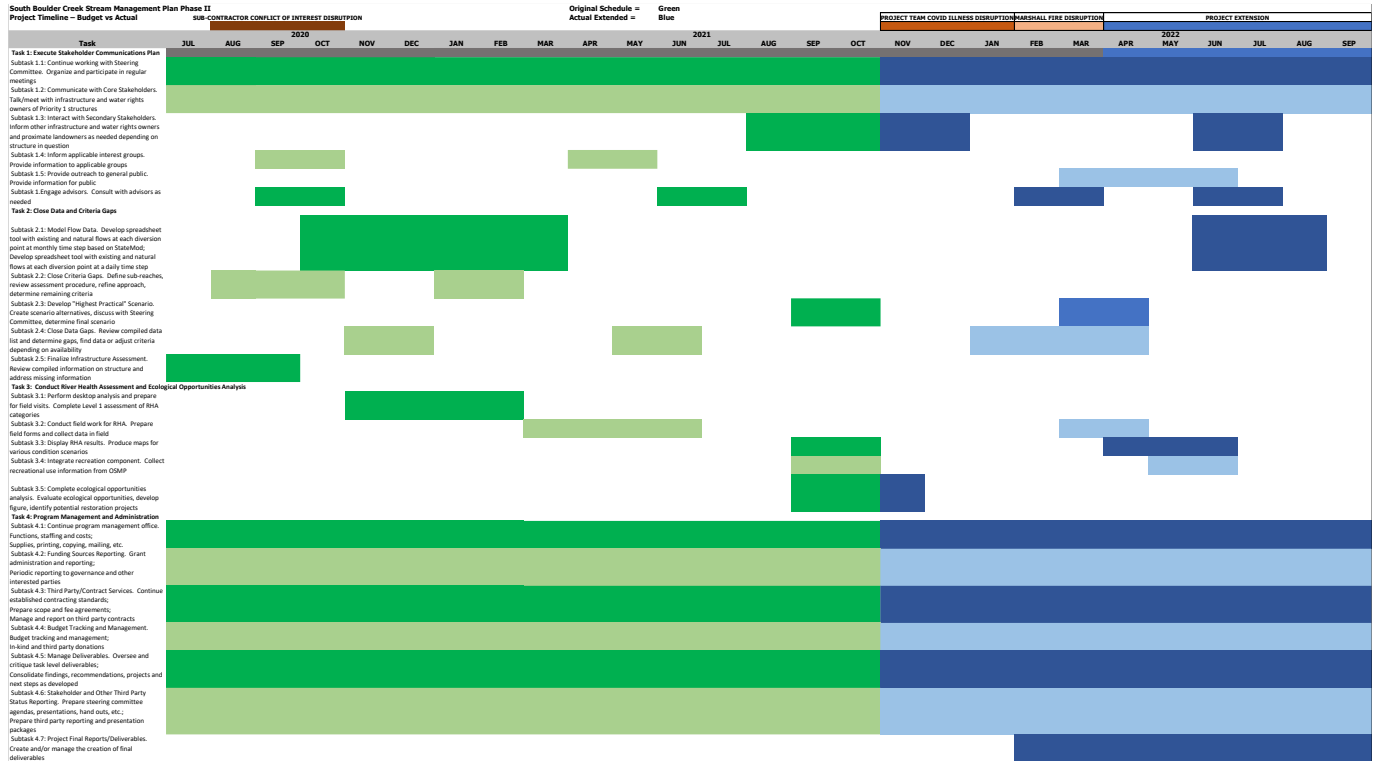 South Boulder Creek Stream Management Plan Phase II
Original Schedule = Green
Project Timeline -- Budget vs Actual
SUB-CONTRACTOR CONFLICT OF INTEREST DISRUTPION
Actual Extended = Blue
PROJECT TEAM COVID ILLNESS DISRUPTION
MARSHALL FIRE DISRUPTION
PROJECT EXTENSION
2020 2021 2022
Task JUL AUG SEP OCT NOV DEC JAN FEB MAR APR MAY JUN JUL AUG SEP OCT NOV DEC JAN FEB MAR APR MAY JUN JUL AUG SEP
Task 1: Execute Stakeholder Communications Plan
Subtask 1.1: Continue working with Steering
Committee. Organize and participate in regular
meetings
Subtask 1.2: Communicate with Core Stakeholders.
Talk/meet with infrastructure and water rights
owners of Priority 1 structures
Subtask 1.3: Interact with Secondary Stakeholders.
Inform other infrastructure and water rights owners
and proximate landowners as needed depending on
structure in question
Subtask 1.4: Inform applicable interest groups.
Provide information to applicable groups
Subtask 1.5: Provide outreach to general public.
Provide information for public
Subtask 1.Engage advisors. Consult with advisors as
needed
Task 2: Close Data and Criteria Gaps
Subtask 2.1: Model Flow Data. Develop spreadsheet
tool with existing and natural flows at each diversion
point at monthly time step based on StateMod;
Develop spreadsheet tool with existing and natural
flows at each diversion point at a daily time step
Subtask 2.2: Close Criteria Gaps. Define sub-reaches,
review assessment procedure, refine approach,
determine remaining criteria
Subtask 2.3: Develop "Highest Practical" Scenario.
Create scenario alternatives, discuss with Steering
Committee, determine final scenario
Subtask 2.4: Close Data Gaps. Review compiled data
list and determine gaps, find data or adjust criteria
depending on availability
Subtask 2.5: Finalize Infrastructure Assessment.
Review compiled information on structure and
address missing information
Task 3: Conduct River Health Assessment and Ecological Opportunities Analysis
Subtask 3.1: Perform desktop analysis and prepare
for field visits. Complete Level 1 assessment of RHA
categories
Subtask 3.2: Conduct field work for RHA. Prepare
field forms and collect data in field
Subtask 3.3: Display RHA results. Produce maps for
various condition scenarios
Subtask 3.4: Integrate recreation component. Collect
recreational use information from OSMP
Subtask 3.5: Complete ecological opportunities
analysis. Evaluate ecological opportunities, develop
figure, identify potential restoration projects
Task 4: Program Management and Administration
Subtask 4.1: Continue program management office.
Functions, staffing and costs;
Supplies, printing, copying, mailing, etc.
Subtask 4.2: Funding Sources Reporting. Grant
administration and reporting;
Periodic reporting to governance and other
interested parties
Subtask 4.3: Third Party/Contract Services. Continue
established contracting standards;
Prepare scope and fee agreements;
Manage and report on third party contracts
Subtask 4.4: Budget Tracking and Management.
Budget tracking and management;
In-kind and third party donations
Subtask 4.5: Manage Deliverables. Oversee and
critique task level deliverables;
Consolidate findings, recommendations, projects and
next steps as developed
Subtask 4.6: Stakeholder and Other Third Party
Status Reporting. Prepare steering committee
agendas, presentations, hand outs, etc.;
Prepare third party reporting and presentation
packages
Subtask 4.7: Project Final Reports/Deliverables.
Create and/or manage the creation of final
deliverables